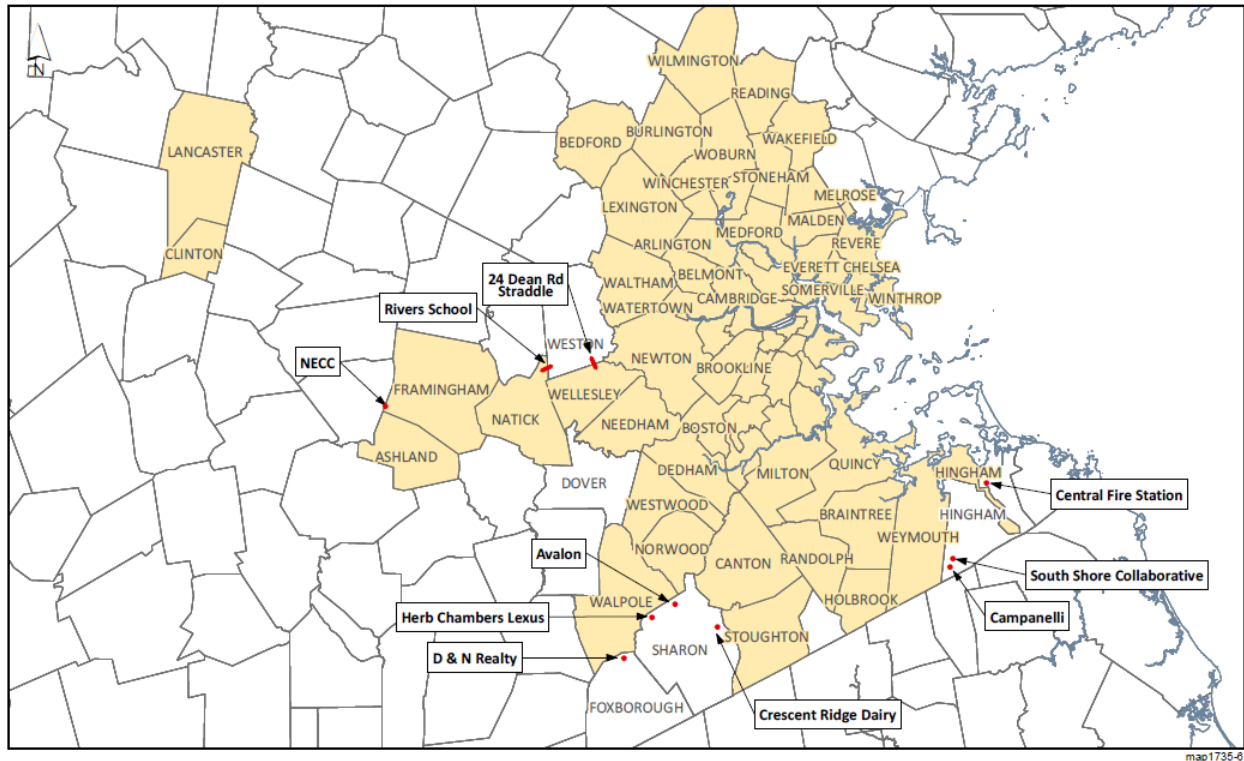 N
WILMINGTON
READING
LANCASTER
BEDFORD
BURLINGTON
WAKEFIELD
WOBURN
WINCHESTER
STONEHAM
MELROSE
LEXINGTON
MALDEN
MEDFORD
ARLINGTON
REVERE
CLINTON
24 Dean Rd
Straddle
BELMONT
EVERETT
CHELSEA
WALTHAM
SOMERVILLE
WINTHROP
CAMBRIDGE
WATERTOWN
Rivers School
WESTON
NEWTON
NECC
BROOKLINE
FRAMINGHAM
WELLESLEY
NATICK
NEEDHAM
BOSTON
ASHLAND
DEDHAM
MILTON
QUINCY
HINGHAM
DOVER
Central Fire Station
WESTWOOD
BRAINTREE
HINGHAM
WEYMOUTH
Avalon
NORWOOD
CANTON
RANDOLPH
South Shore Collaborative
WALPOLE
HOLBROOK
Herb Chambers Lexus
Campanelli
STOUGHTON
SHARON
D & N Realty
FOXBOROUGH
Crescent Ridge Dairy
map1735-6